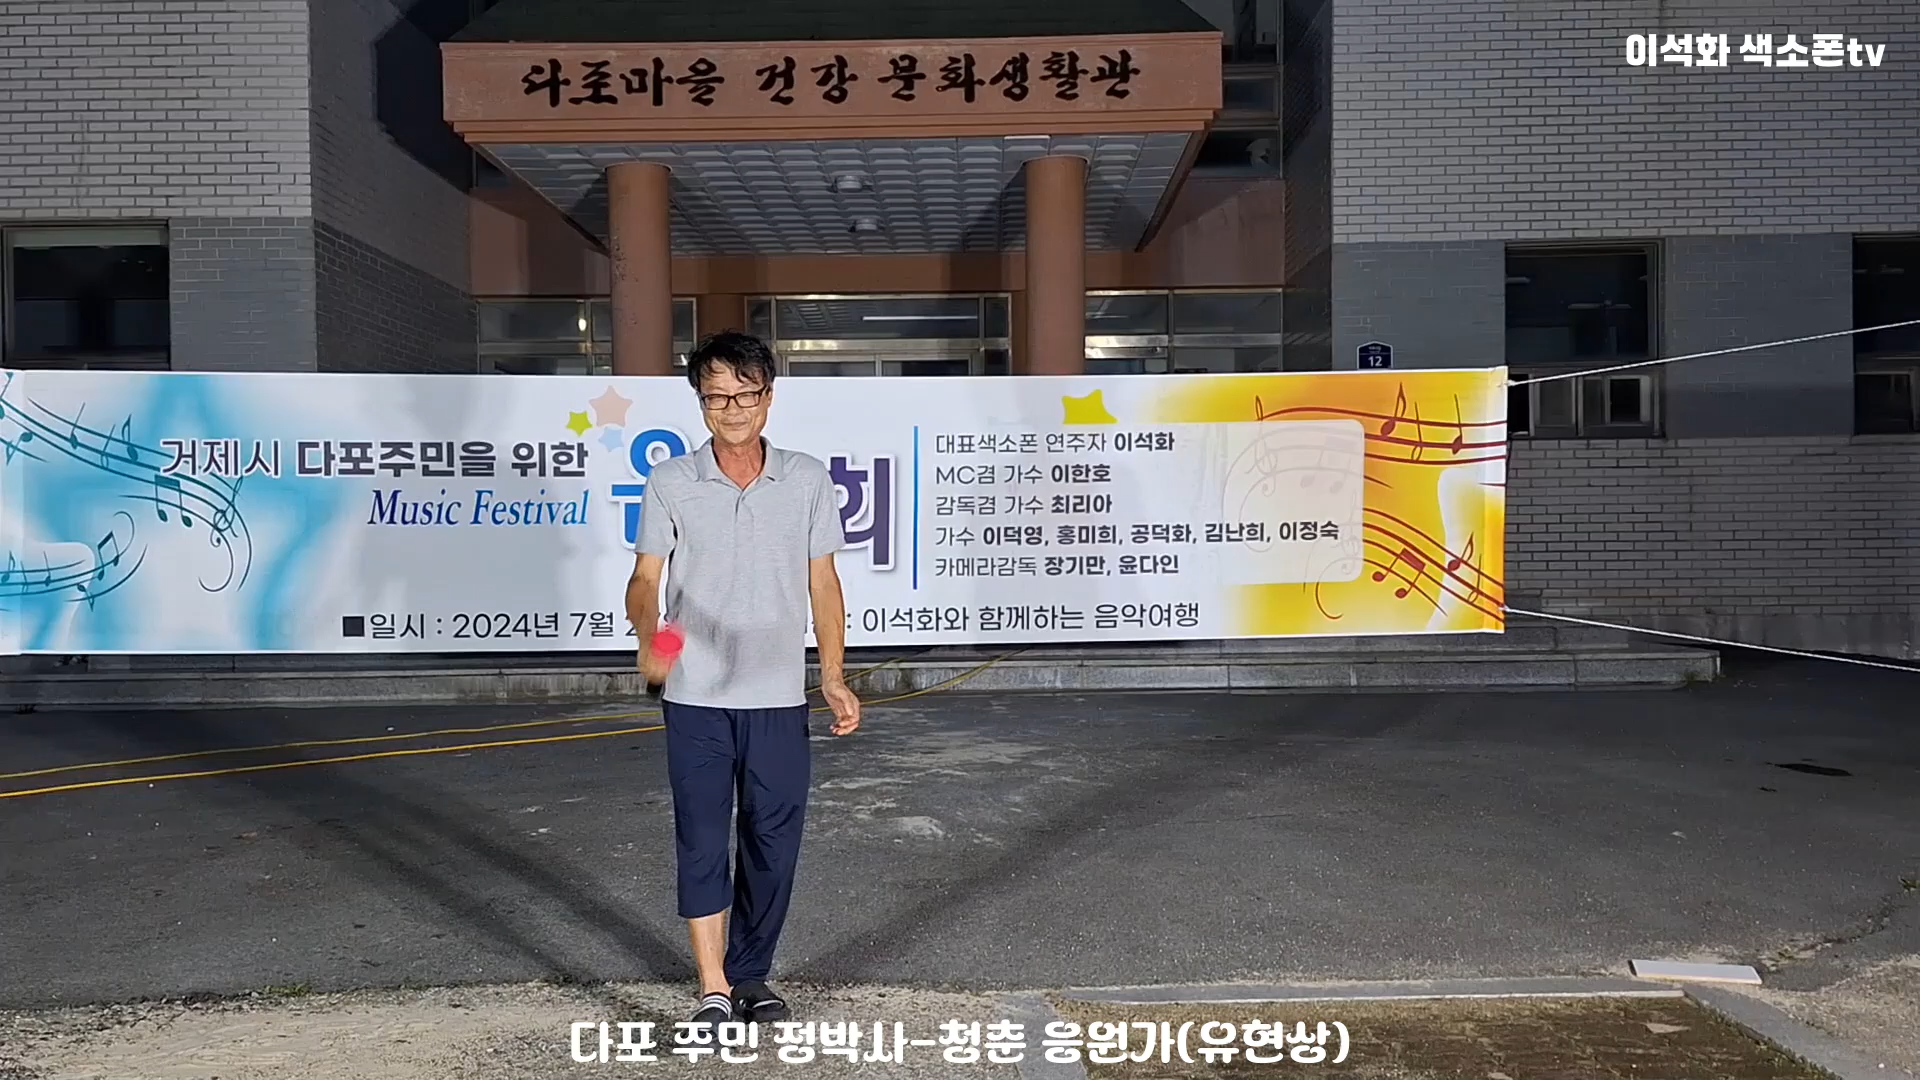 이석화 색소폰tv
다포마을 건강 문화생활관
12
거제시 다포주민을 위한
Music Festival
회
대표색소폰 연주자 이석화
MC겸 가수 이한호
감독겸 가수 최리아
가수 이덕영, 홍미희, 공덕화, 김난희, 이정숙
카메라감독 장기만, 윤다인
■일시 : 2024년 7월
: 이석화와 함께하는 음악여행
다포 주민 정박사-청춘 응원가(유현상)